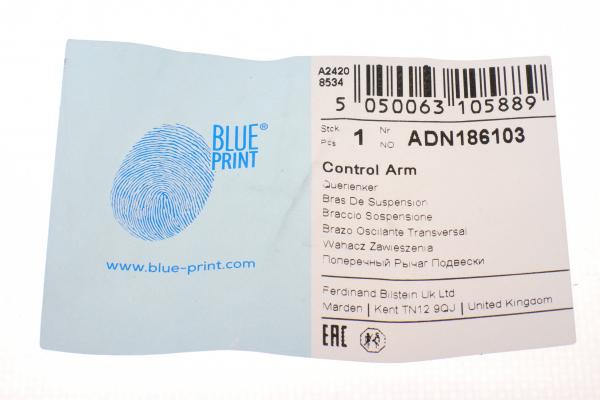 BLUE®
PRINT
www.blue-print.com
A2420
8534
5 050063 105889
Stck Nr
Pcs 1 NO ADN186103
Control Arm
Querlenker
Bras De Suspension
Braccio Sospensione
Brazo Oscilante Transversal
Wahacz Zawieszenia
Поперечный Рычаг Подвески
Ferdinand Bilstein Uk Ltd
Marden | Kent TN12 9QJ | United Kingdom
EAC